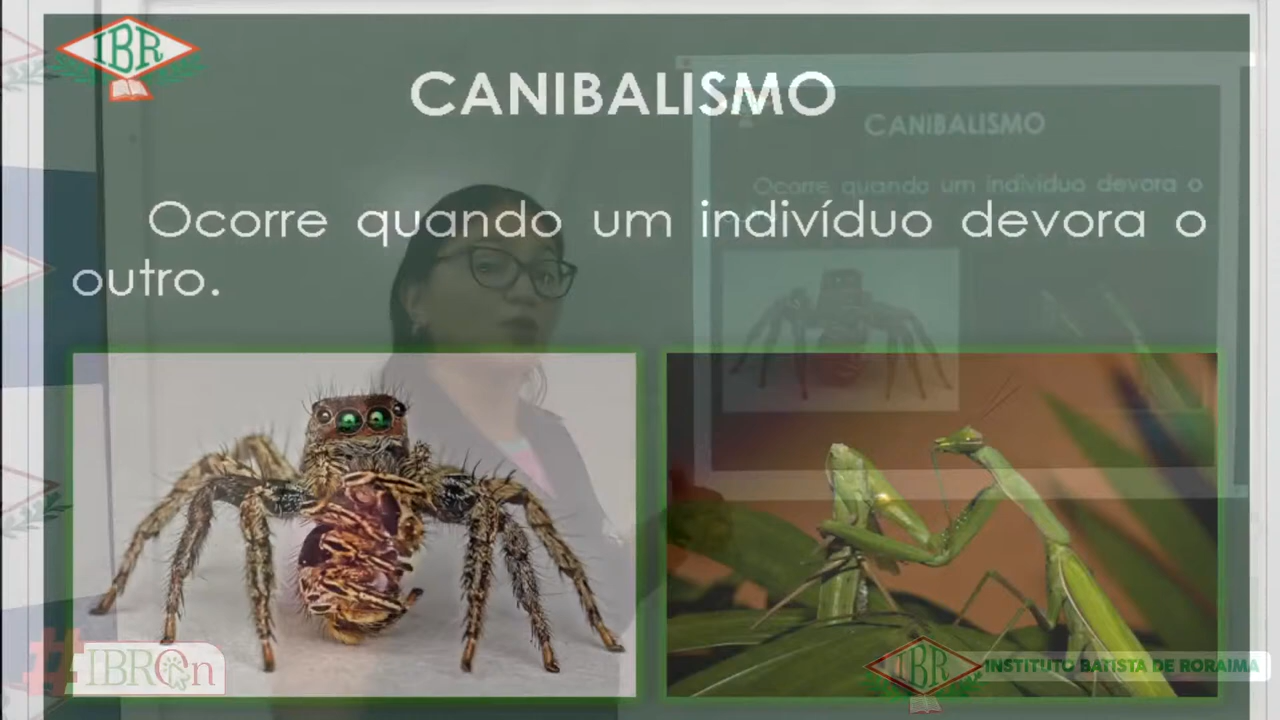 IBR
CANIBALISMO
Ocorre quando um indivíduo devora o
outro.
CANIBALISMO
Ocorre quando um indivíduo devora o
#IBROn
IBR INSTITUTO BATISTA DE RORAIMA